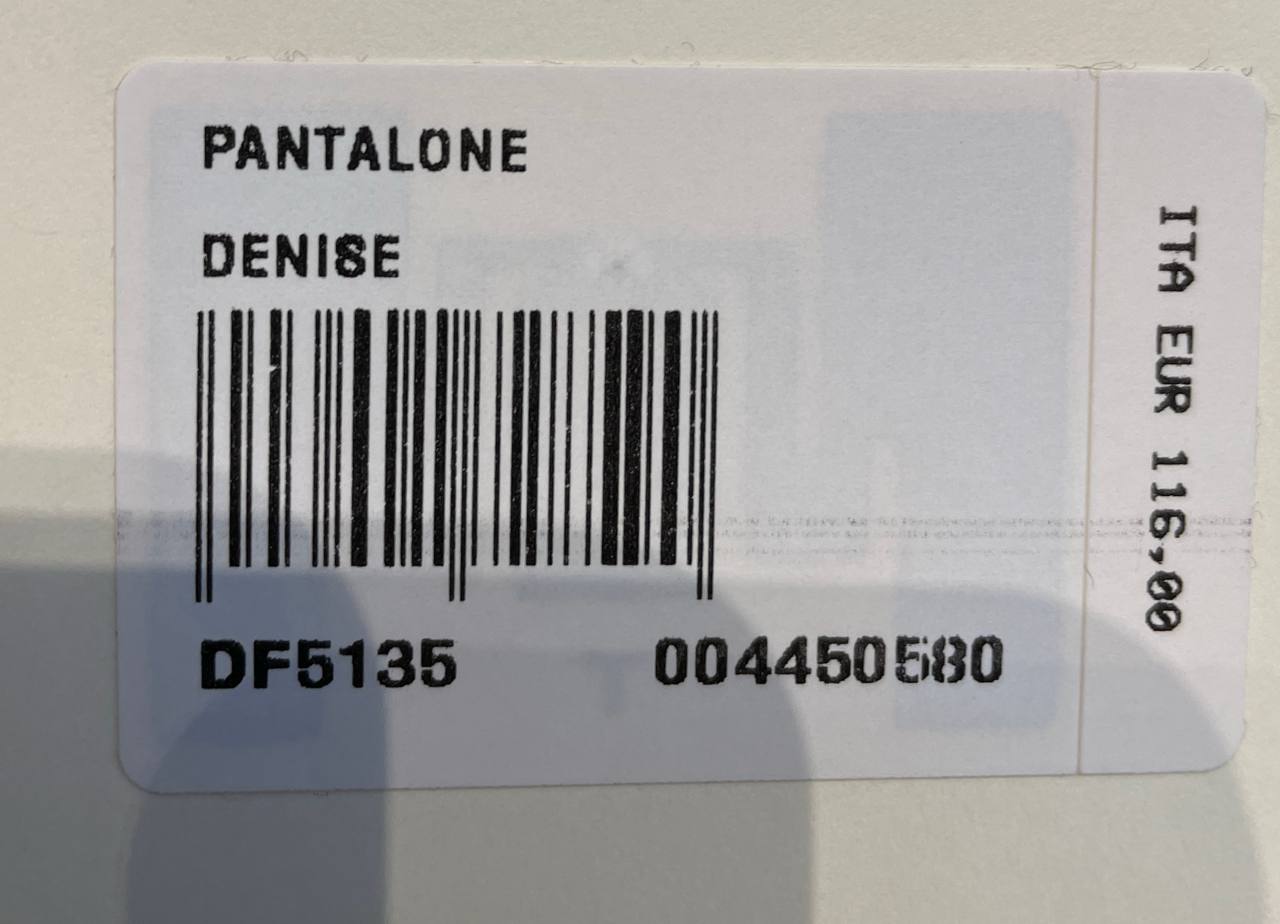 PANTALONE
DENISE
DF5135 004450580
ITA EUR 116,00